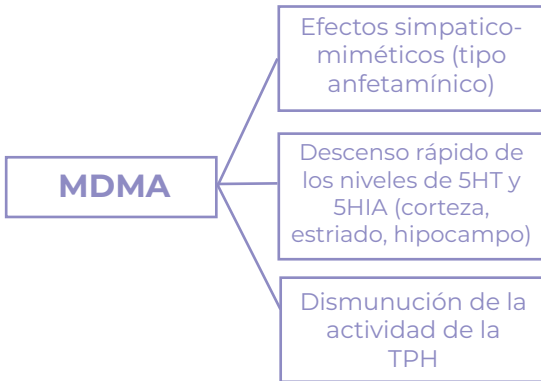 Efectos simpatico-
miméticos (tipo
anfetamínico)
MDMA
Descenso rápido de
los niveles de 5HT y
5HIA (corteza,
estriado, hipocampo)
Dismunución de la
actividad de la
TPH